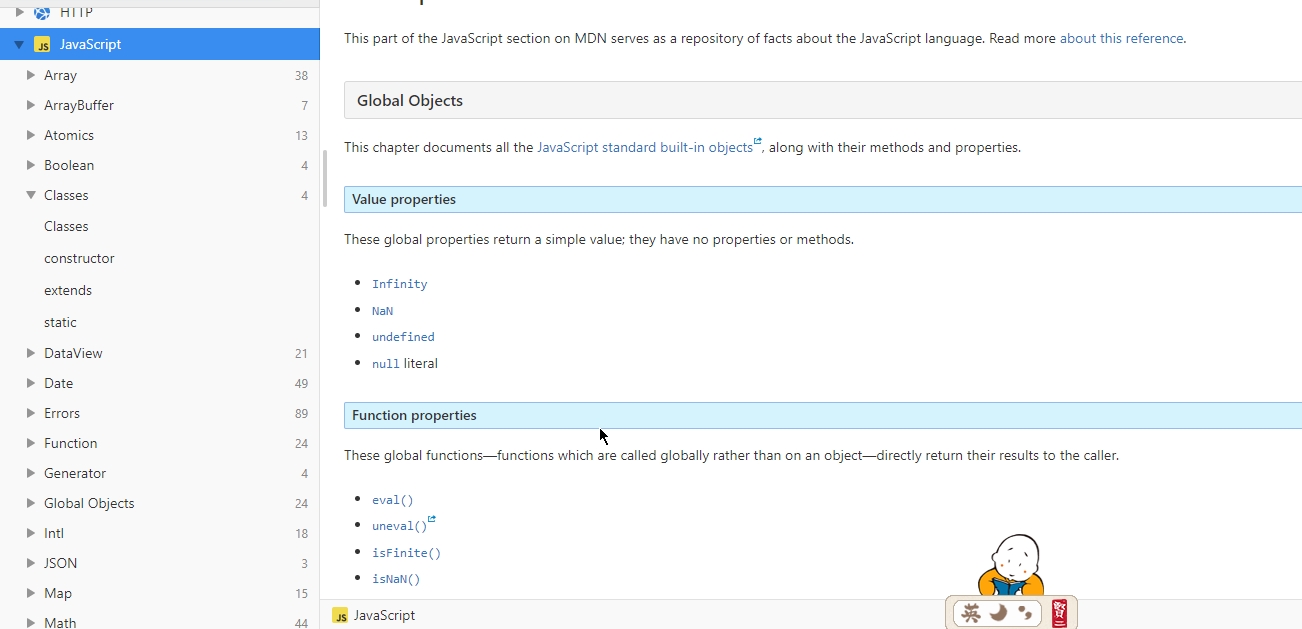 HTTP
JS JavaScript
Array 38
ArrayBuffer 7
Atomics 13
Boolean 4
Classes 4
Classes
constructor
extends
static
DataView 21
Date 49
Errors 89
Function 24
Generator 4
Global Objects 24
Intl 18
JSON 3
Map 15
Math 44
This part of the JavaScript section on MDN serves as a repository of facts about the JavaScript language. Read more about this reference.
Global Objects
This chapter documents all the JavaScript standard built-in objects, along with their methods and properties.
Value properties
These global properties return a simple value; they have no properties or methods.
Infinity
NaN
undefined
null literal
Function properties
These global functions—functions which are called globally rather than on an object—directly return their results to the caller.
eval()
uneval()
isFinite()
isNaN()
JS JavaScript
英